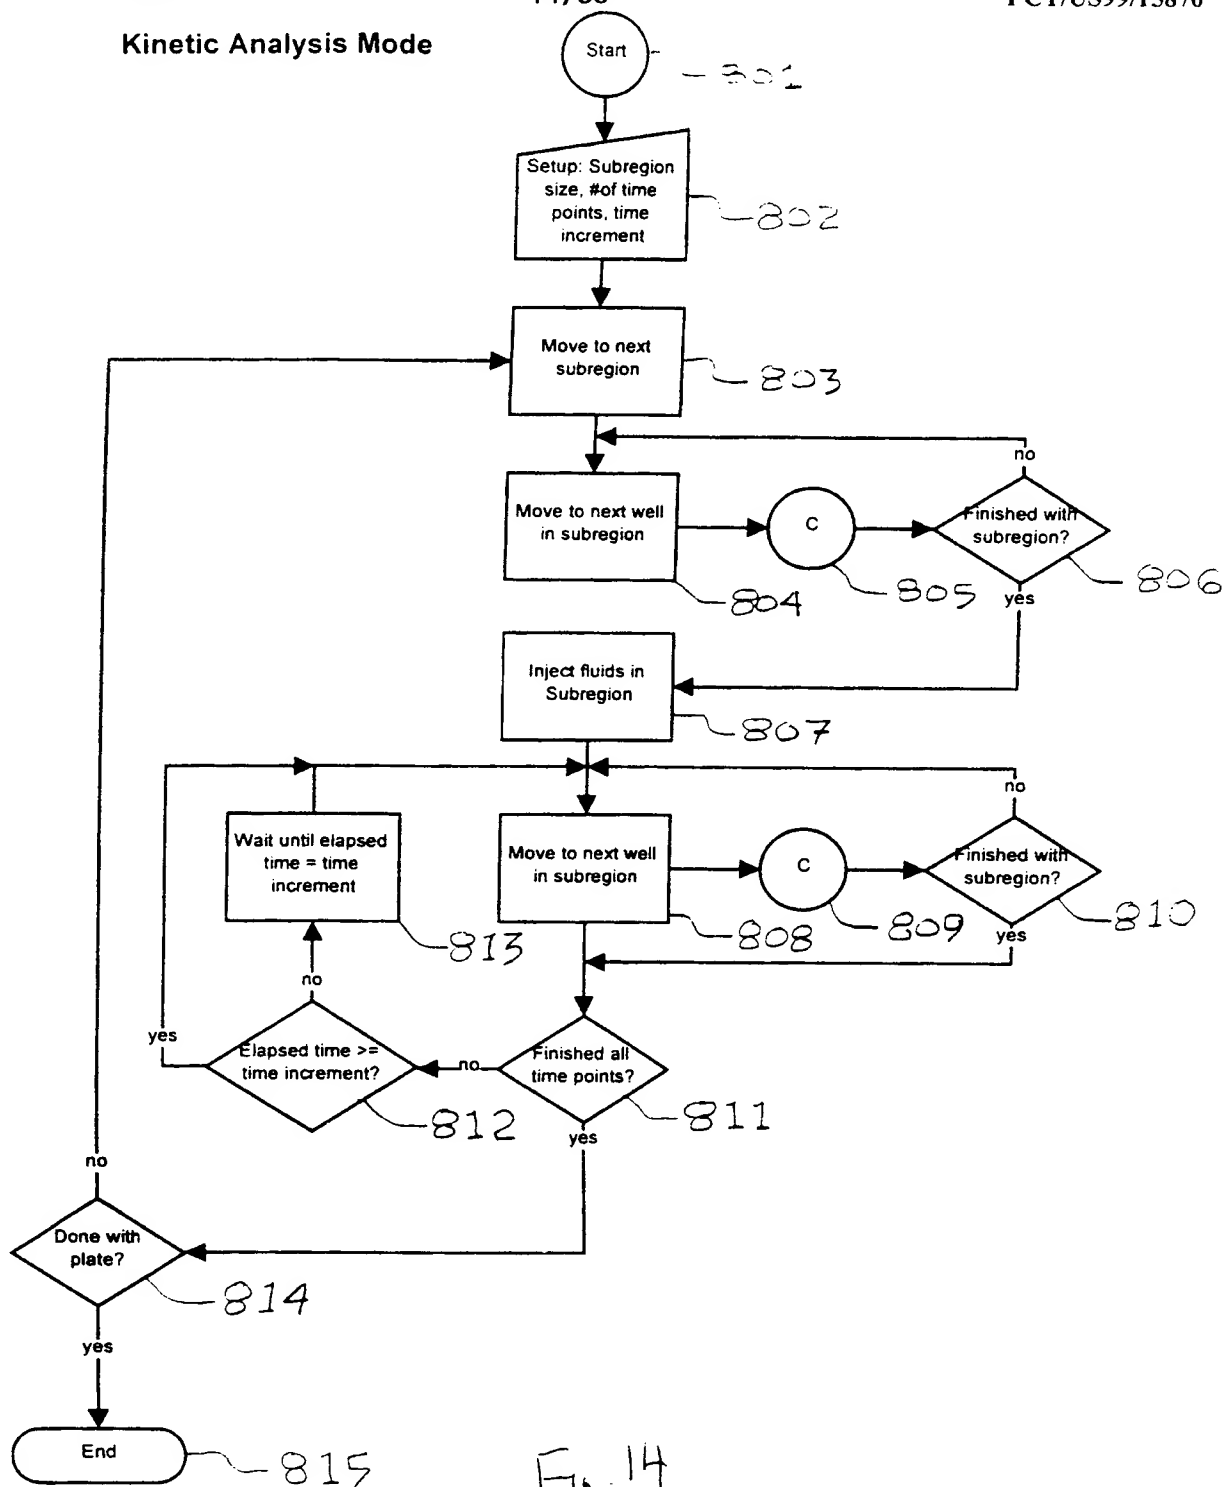 Kinetic Analysis Mode
Start
801
Setup: Subregion
size, #of time
points, time
increment
802
Move to next
subregion
803
no
Move to next well
in subregion
C
Finished with
subregion?
804
805
806
yes
Inject fluids in
Subregion
807
no
Wait until elapsed
time = time
increment
Move to next well
in subregion
C
Finished with
subregion?
813
808
809
810
yes
no
yes
Elapsed time >=
time increment?
no
Finished all
time points?
812
811
yes
no
Done with
plate?
814
yes
End
815
Fig. 14